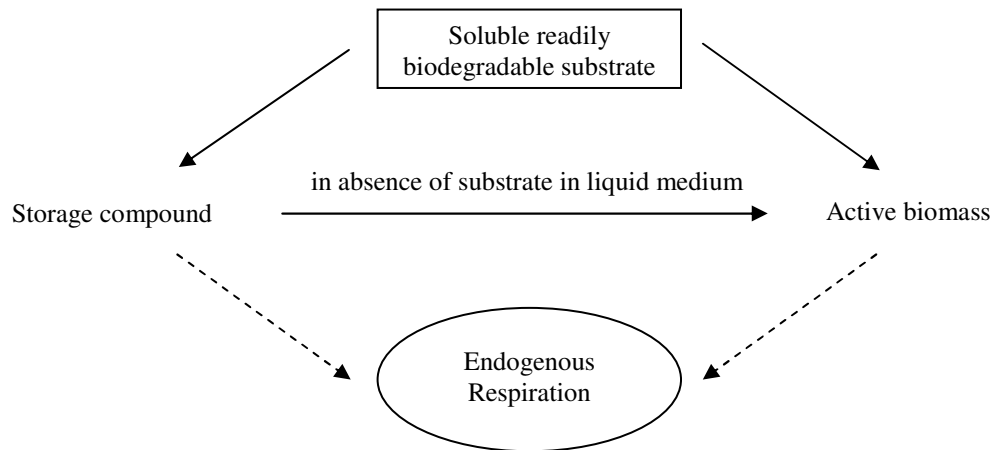 Soluble readily
biodegradable substrate
in absence of substrate in liquid medium
Storage compound
Active biomass
Endogenous
Respiration